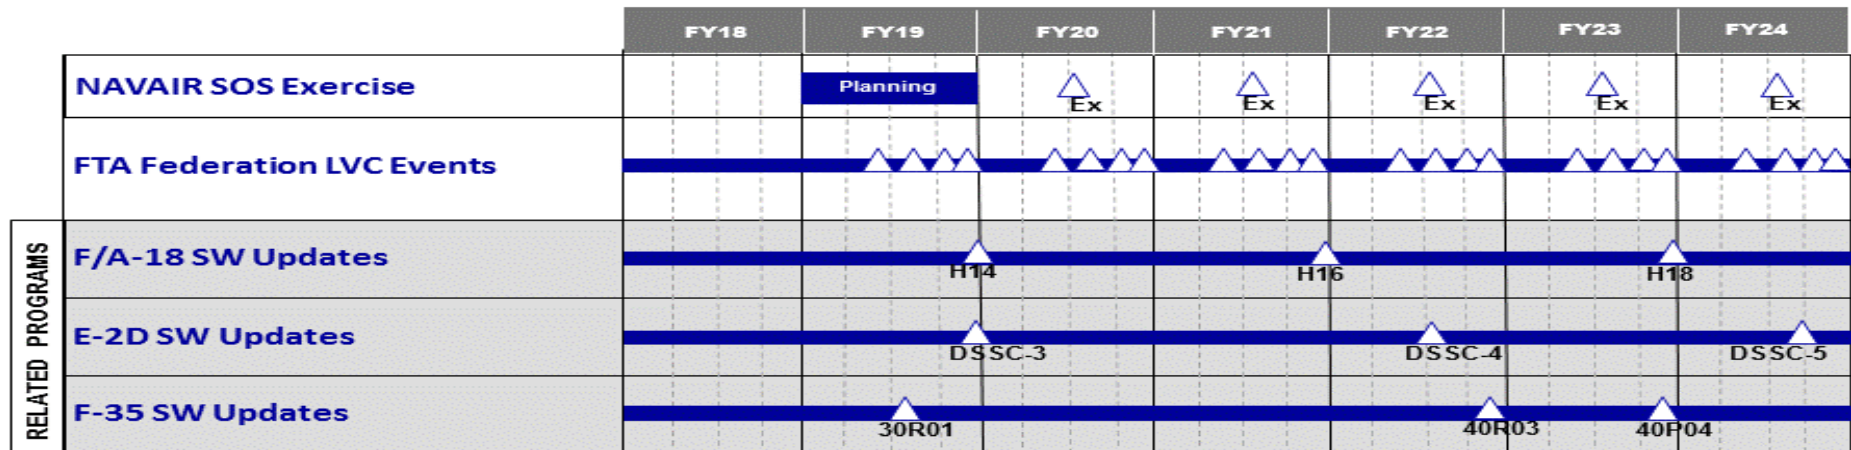 FY18 FY19 FY20 FY21 FY22 FY23 FY24
NAVAIR SOS Exercise
Planning
Ex Ex Ex Ex Ex
FTA Federation LVC Events
RELATED PROGRAMS
F/A-18 SW Updates
H14 H16 H18
E-2D SW Updates
DSSC-3 DSSC-4 DSSC-5
F-35 SW Updates
30R01 40R03 40P04